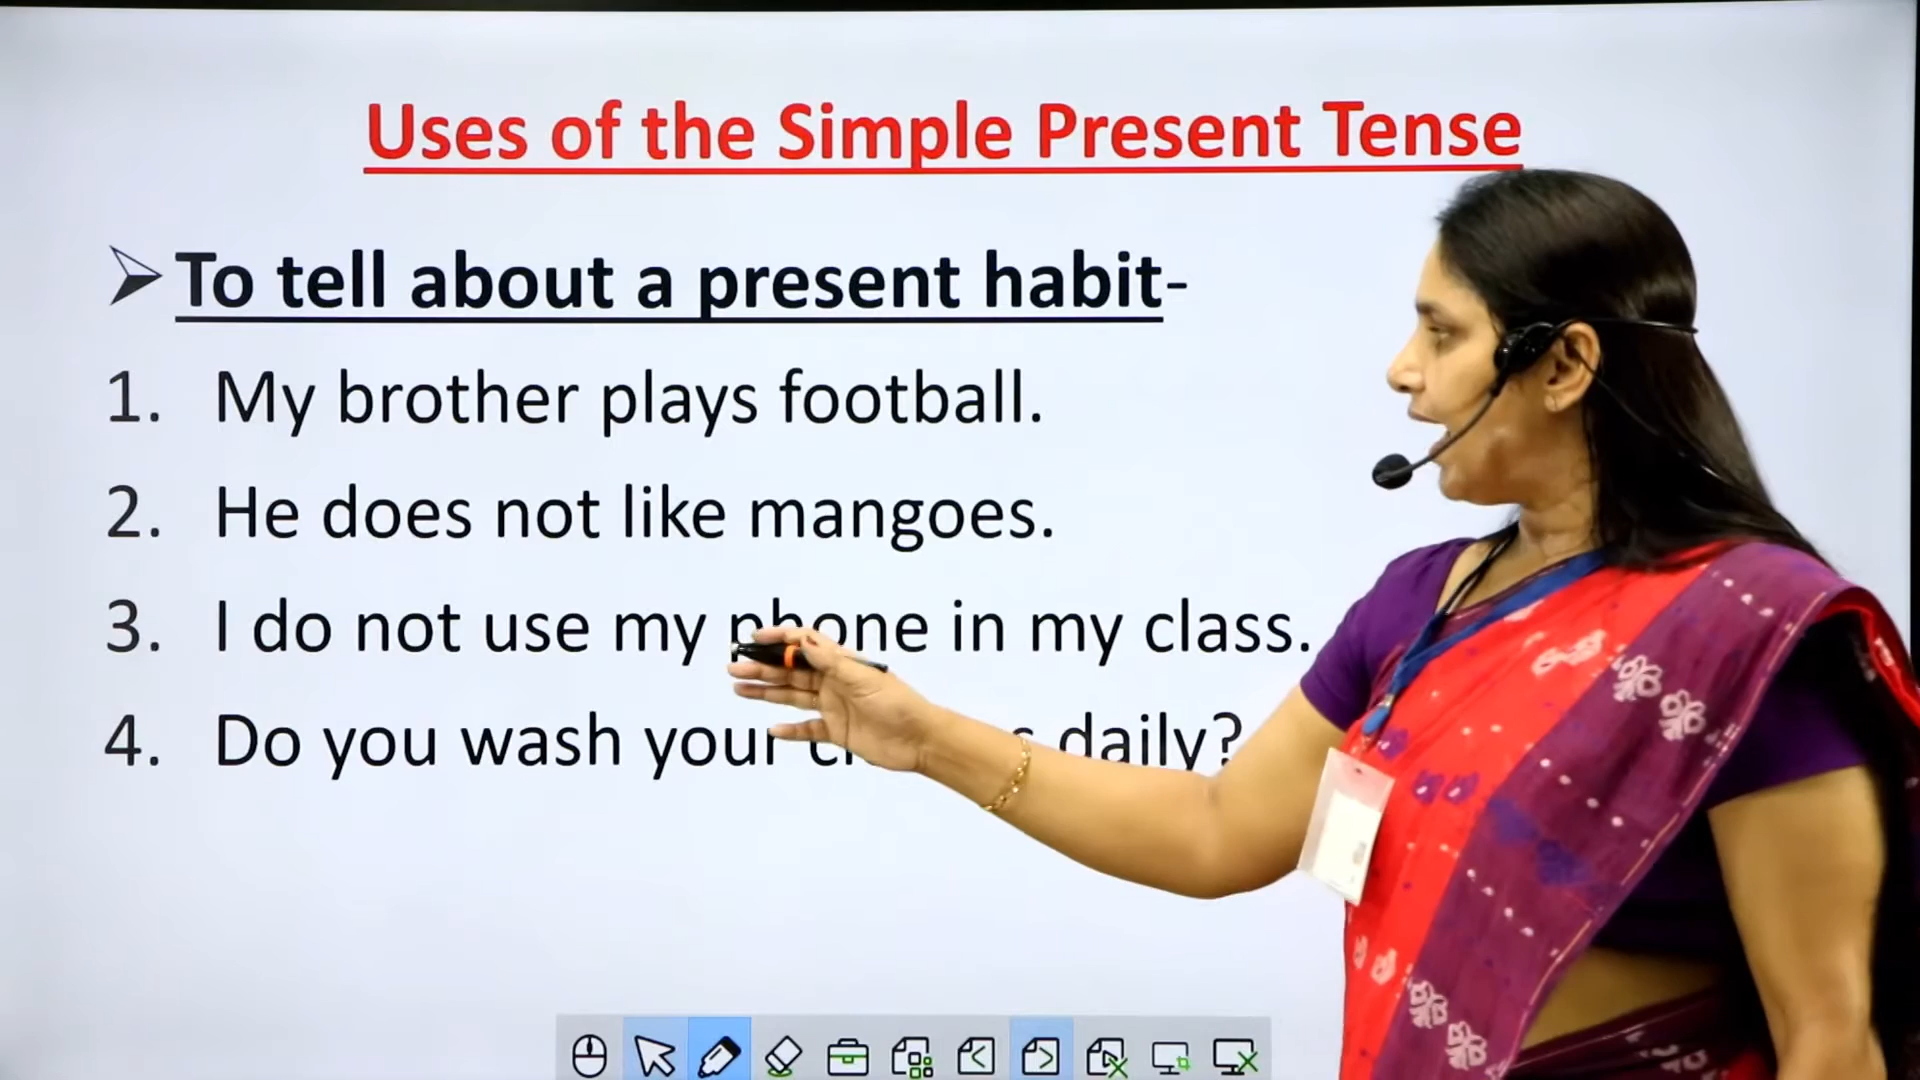 Uses of the Simple Present Tense
To tell about a present habit-
1. My brother plays football.
2. He does not like mangoes.
3. I do not use my phone in my class.
4. Do you wash your daily?